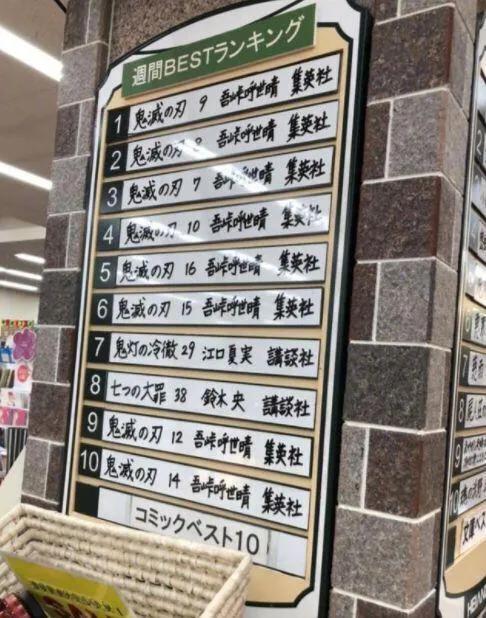 週間BESTランキング
1 鬼滅の刃 9 吾峠呼世晴 集英社
2 鬼滅の刃 8 吾峠呼世晴 集英社
3 鬼滅の刃 7 吾峠呼世晴 集英社
4 鬼滅の刃 10 吾峠呼世晴 集英社
5 鬼滅の刃 16 吾峠呼世晴 集英社
6 鬼滅の刃 15 吾峠呼世晴 集英社
7 鬼灯の冷徹 29 江口夏実 講談社
8 七つの大罪 38 鈴木央 講談社
9 鬼滅の刃 12 吾峠呼世晴 集英社
10 鬼滅の刃 14 吾峠呼世晴 集英社
コミックベスト10